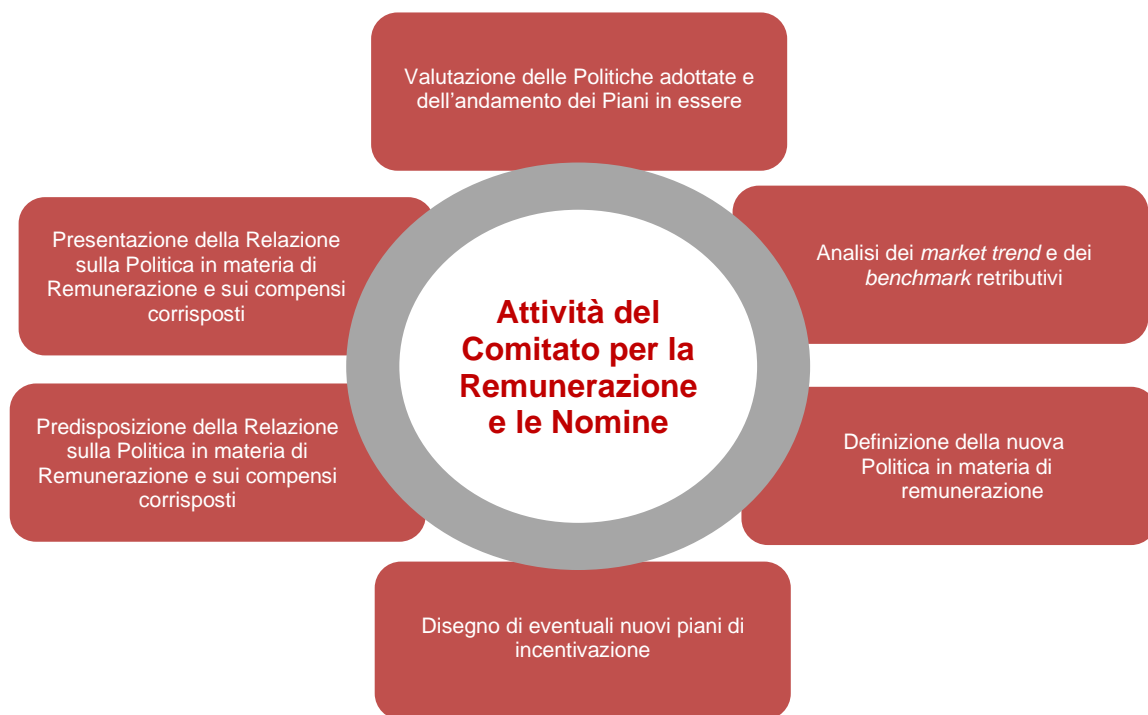 Valutazione delle Politiche adottate e
dell'andamento dei Piani in essere
Analisi dei market trend e dei
benchmark retributivi
Definizione della nuova
Politica in materia di
remunerazione
Disegno di eventuali nuovi piani di
incentivazione
Predisposizione della Relazione
sulla Politica in materia di
Remunerazione e sui compensi
corrisposti
Presentazione della Relazione
sulla Politica in materia di
Remunerazione e sui compensi
corrisposti
Attività del
Comitato per la
Remunerazione
e le Nomine